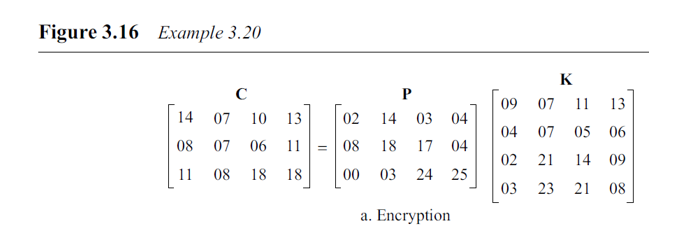 Figure 3.16 Example 3.20
C P K
14 07 10 13
08 07 06 11
11 08 18 18
=
02 14 03 04
08 18 17 04
00 03 24 25
09 07 11 13
04 07 05 06
02 21 14 09
03 23 21 08
a. Encryption